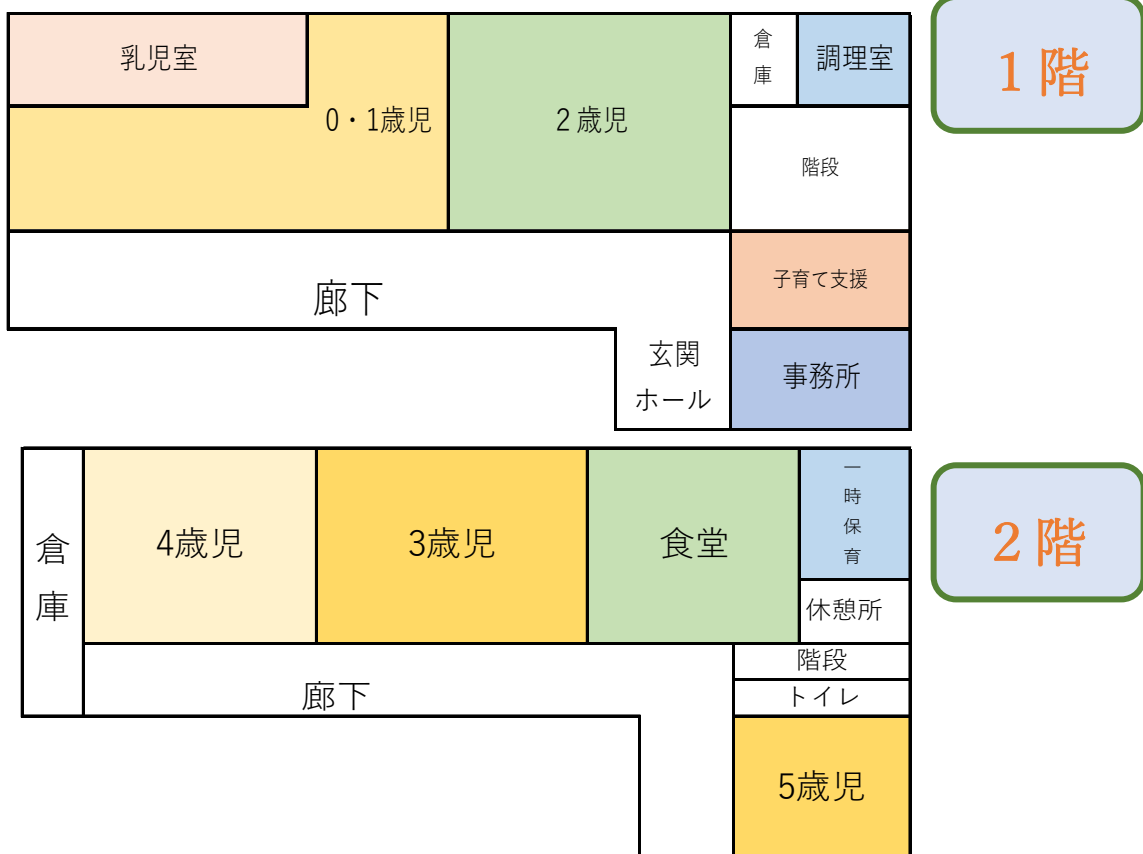 乳児室
0・1歳児
２歳児
倉
庫
調理室
１階
階段
廊下
子育て支援
玄関
ホール
事務所
倉
庫
4歳児
3歳児
食堂
一
時
保
育
２階
休憩所
階段
廊下
トイレ
5歳児